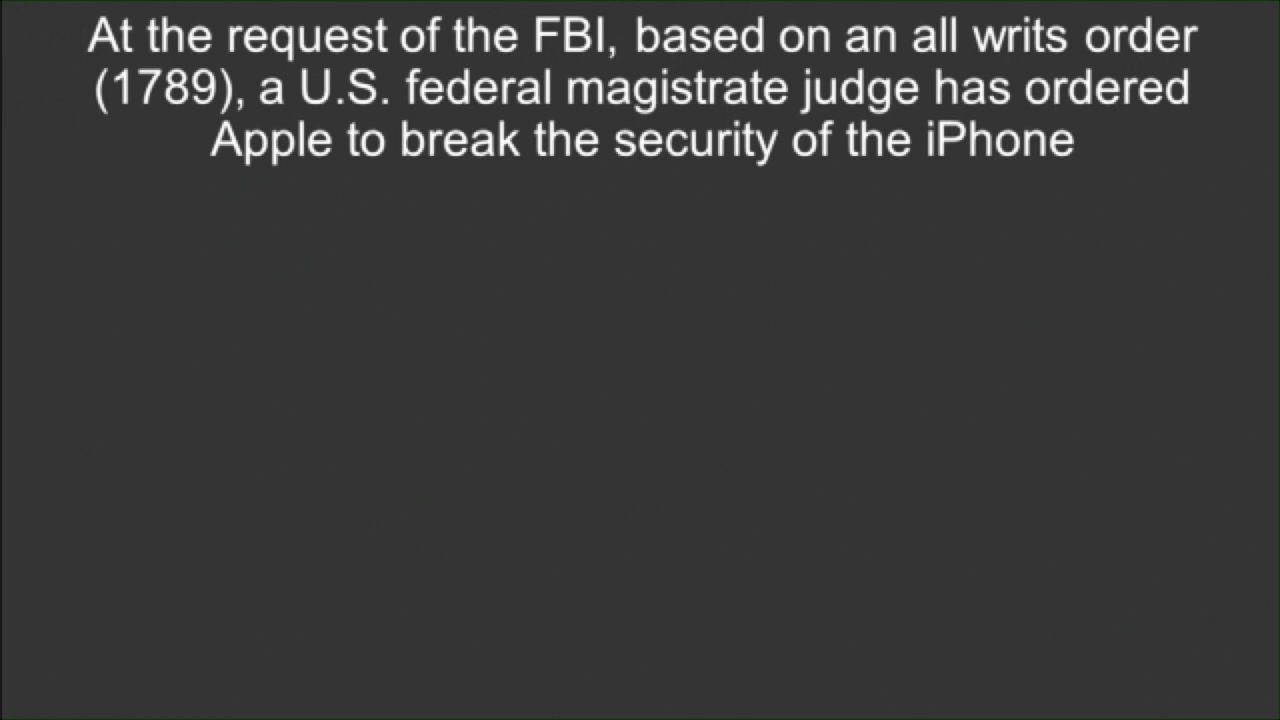 At the request of the FBI, based on an all writs order
(1789), a U.S. federal magistrate judge has ordered
Apple to break the security of the iPhone